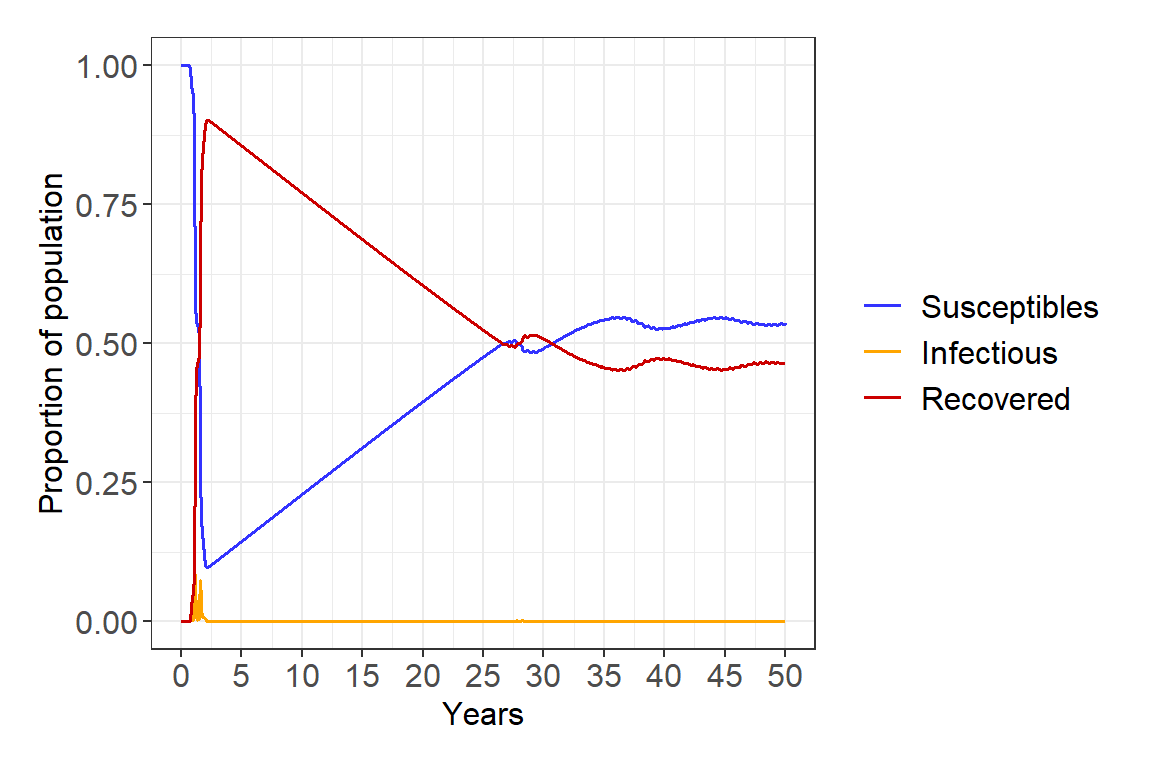 Proportion of population
1.00
0.75
0.50
0.25
0.00
0 5 10 15 20 25 30 35 40 45 50
Years
Susceptibles
Infectious
Recovered